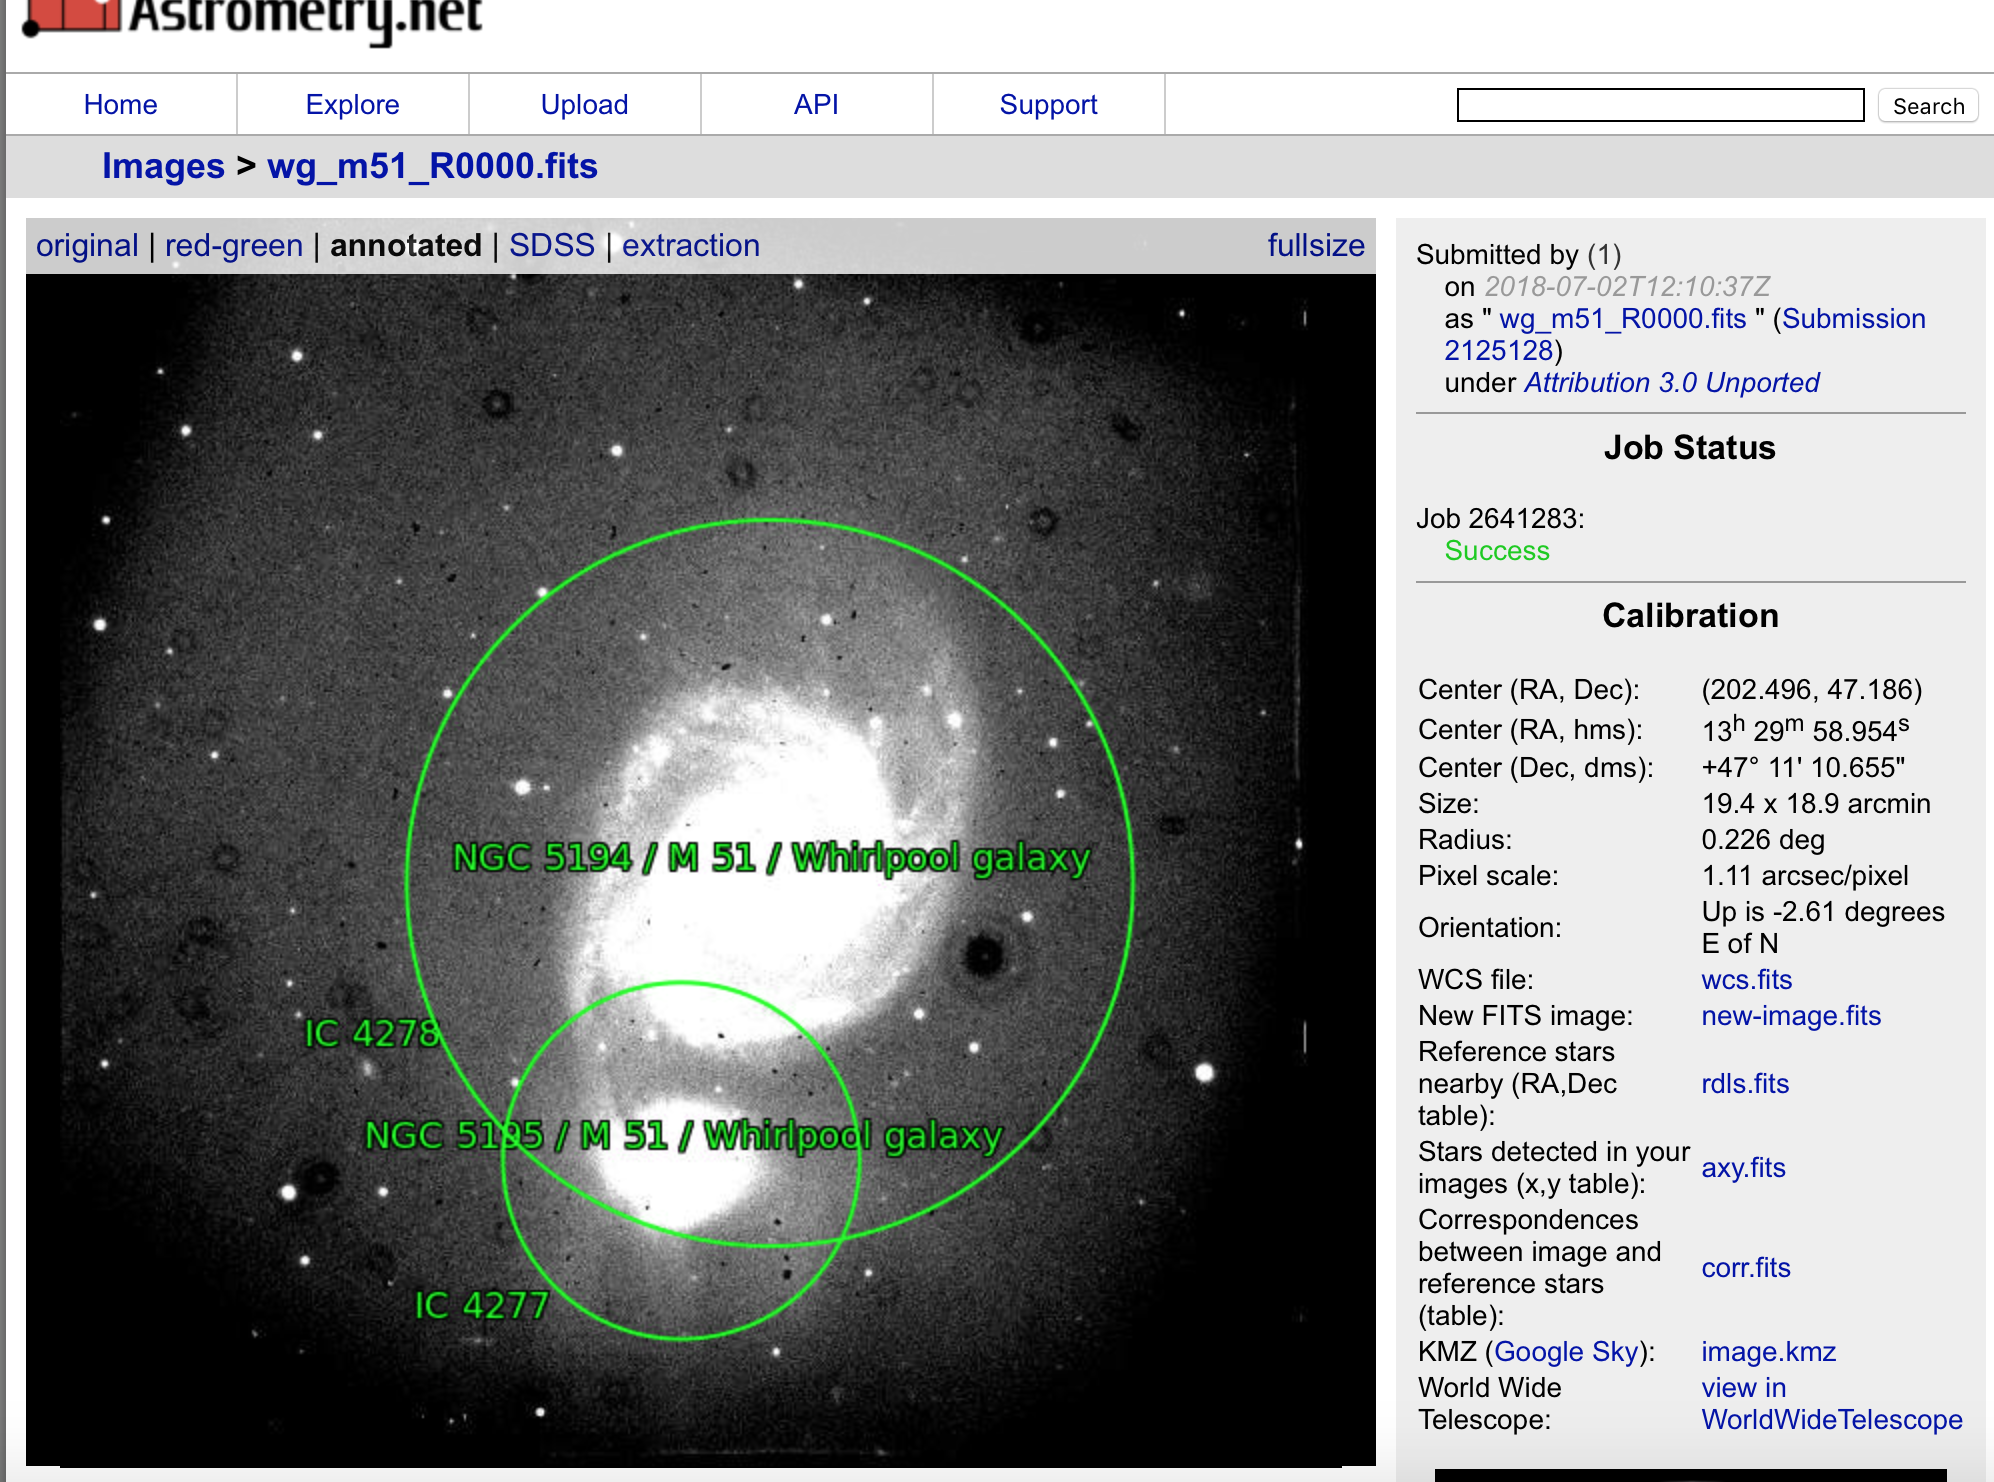 Astrometry.net
Home Explore Upload API Support Search
Images > wg_m51_R0000.fits
original | red-green | annotated | SDSS | extraction fullsize
NGC 5194 / M 51 / Whirlpool galaxy
IC 4278
NGC 5195 / M 51 / Whirlpool galaxy
IC 4277
Submitted by (1)
on 2018-07-02T12:10:37Z
as " wg_m51_R0000.fits " (Submission
2125128)
under Attribution 3.0 Unported
Job Status
Job 2641283:
Success
Calibration
Center (RA, Dec): (202.496, 47.186)
Center (RA, hms): 13h 29m 58.954s
Center (Dec, dms): +47° 11' 10.655"
Size: 19.4 x 18.9 arcmin
Radius: 0.226 deg
Pixel scale: 1.11 arcsec/pixel
Orientation: Up is -2.61 degrees
E of N
WCS file: wcs.fits
New FITS image: new-image.fits
Reference stars
nearby (RA,Dec rdls.fits
table):
Stars detected in your
images (x,y table): axy.fits
Correspondences
between image and
reference stars corr.fits
(table):
KMZ (Google Sky): image.kmz
World Wide view in
Telescope: WorldWideTelescope